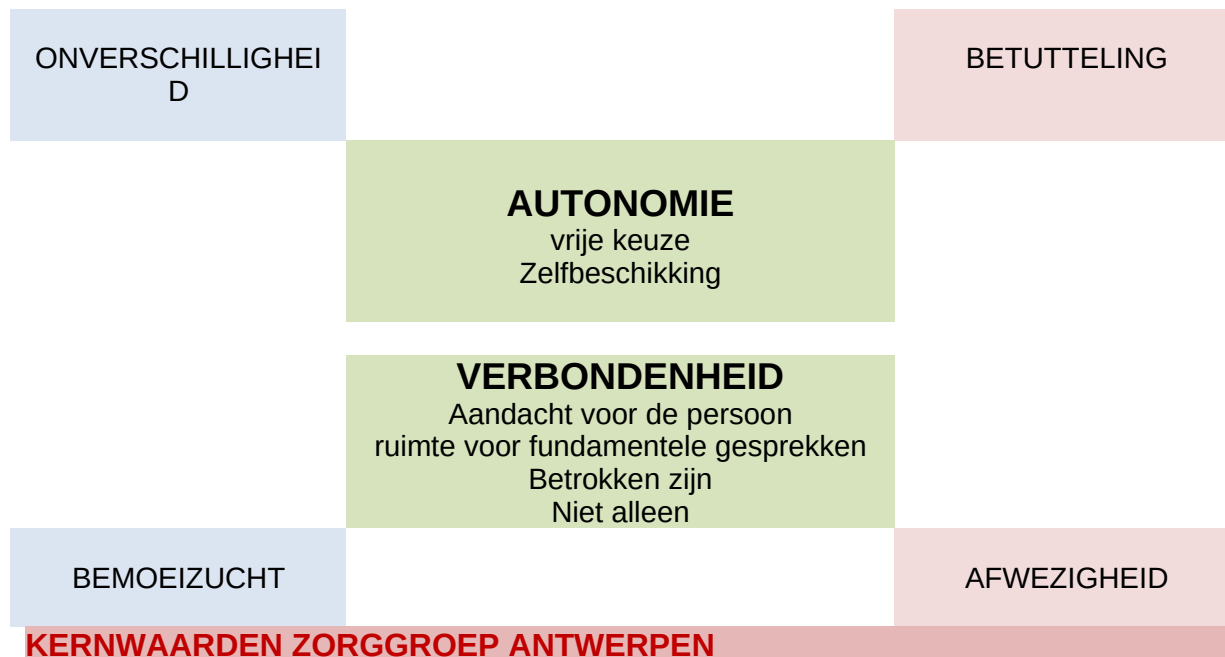 ONVERSCHILLIGHEI
D
BETUTTELING
AUTONOMIE
vrije keuze
Zelfbeschikking
VERBONDENHEID
Aandacht voor de persoon
ruimte voor fundamentele gesprekken
Betrokken zijn
Niet alleen
BEMOEIZUCHT
AFWEZIGHEID
KERNWAARDEN ZORGGROEP ANTWERPEN